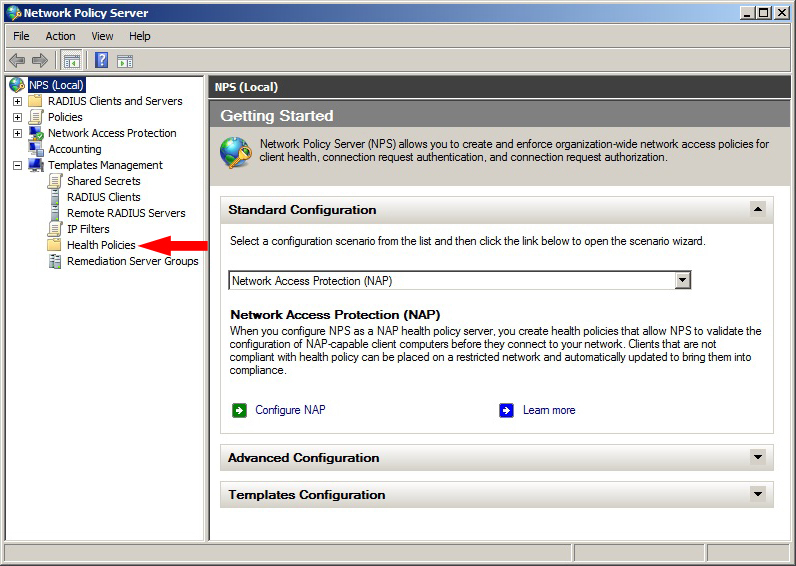 Network Policy Server
File Action View Help
NPS (Local)
RADIUS Clients and Servers
Policies
Network Access Protection
Accounting
Templates Management
Shared Secrets
RADIUS Clients
Remote RADIUS Servers
IP Filters
Health Policies
Remediation Server Groups
NPS (Local)
Getting Started
Network Policy Server (NPS) allows you to create and enforce organization-wide network access policies for
client health, connection request authentication, and connection request authorization.
Standard Configuration
Select a configuration scenario from the list and then click the link below to open the scenario wizard.
Network Access Protection (NAP)
Network Access Protection (NAP)
When you configure NPS as a NAP health policy server, you create health policies that allow NPS to validate the
configuration of NAP-capable client computers before they connect to your network. Clients that are not
compliant with health policy can be placed on a restricted network and automatically updated to bring them into
compliance.
Configure NAP Learn more
Advanced Configuration
Templates Configuration